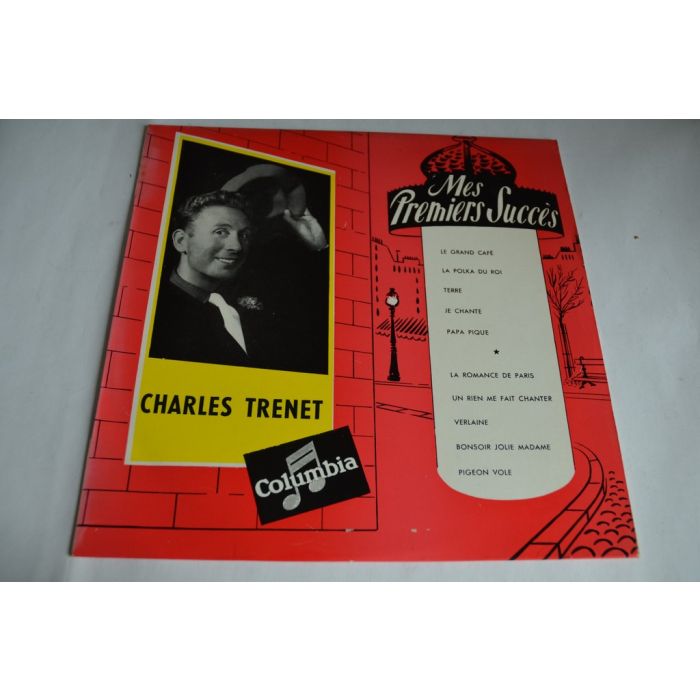 Mes
Premiers Succès
LE GRAND CAFÉ
LA POLKA DU ROI
TERRE
JE CHANTE
PAPA PIQUE
★
LA ROMANCE DE PARIS
UN RIEN ME FAIT CHANTER
VERLAINE
BONSOIR JOLIE MADAME
PIGEON VOLE
CHARLES TRENET
Columbia